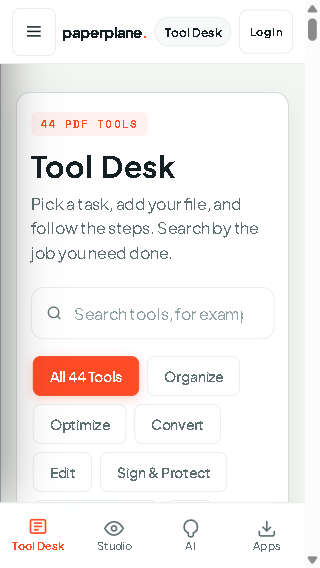 paperplane.
Tool Desk
Log In
44 PDF TOOLS
Tool Desk
Pick a task, add your file, and
follow the steps. Search by the
job you need done.
Search tools, for examp
All 44 Tools
Organize
Optimize
Convert
Edit
Sign & Protect
Tool Desk
Studio
AI
Apps